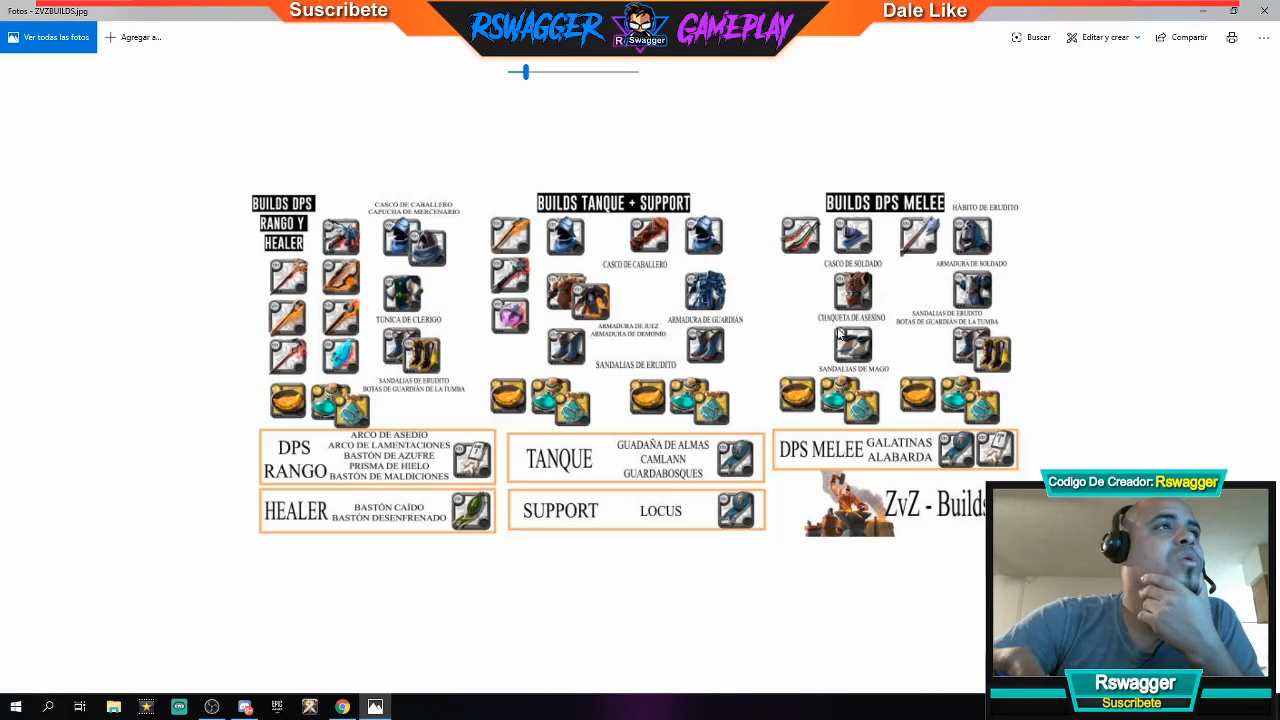 Fotos - ZVZBUILDS.jpg
Suscribete
RSWAGGER
R Swagger
GAMEPLAY
Dale Like
Ver todas las fotos
Agregar a...
Buscar
Editar y crear
Compartir
BUILDS DPS
RANGO Y
HEALER
CASCO DE CABALLERO
CAPUCHA DE MERCENARIO
TÚNICA DE CLÉRIGO
SANDALIAS DE ERUDITO
BOTAS DE GUARDIÁN DE LA TUMBA
BUILDS TANQUE + SUPPORT
CASCO DE CABALLERO
ARMADURA DE JUEZ
ARMADURA DE DEMONIO
ARMADURA DE GUARDIÁN
SANDALIAS DE ERUDITO
BUILDS DPS MELEE
HÁBITO DE ERUDITO
CASCO DE SOLDADO
ARMADURA DE SOLDADO
CHAQUETA DE ASESINO
SANDALIAS DE ERUDITO
BOTAS DE GUARDIÁN DE LA TUMBA
SANDALIAS DE MAGO
DPS
RANGO
ARCO DE ASEDIO
ARCO DE LAMENTACIONES
BASTÓN DE AZUFRE
PRISMA DE HIELO
BASTÓN DE MALDICIONES
HEALER
BASTÓN CAÍDO
BASTÓN DESENFRENADO
TANQUE
GUADAÑA DE ALMAS
CAMLANN
GUARDABOSQUES
SUPPORT
LOCUS
DPS MELEE
GALATINAS
ALABARDA
ZvZ - Builds
Codigo De Creador: Rswagger
Rswagger
Suscribete
EPIC